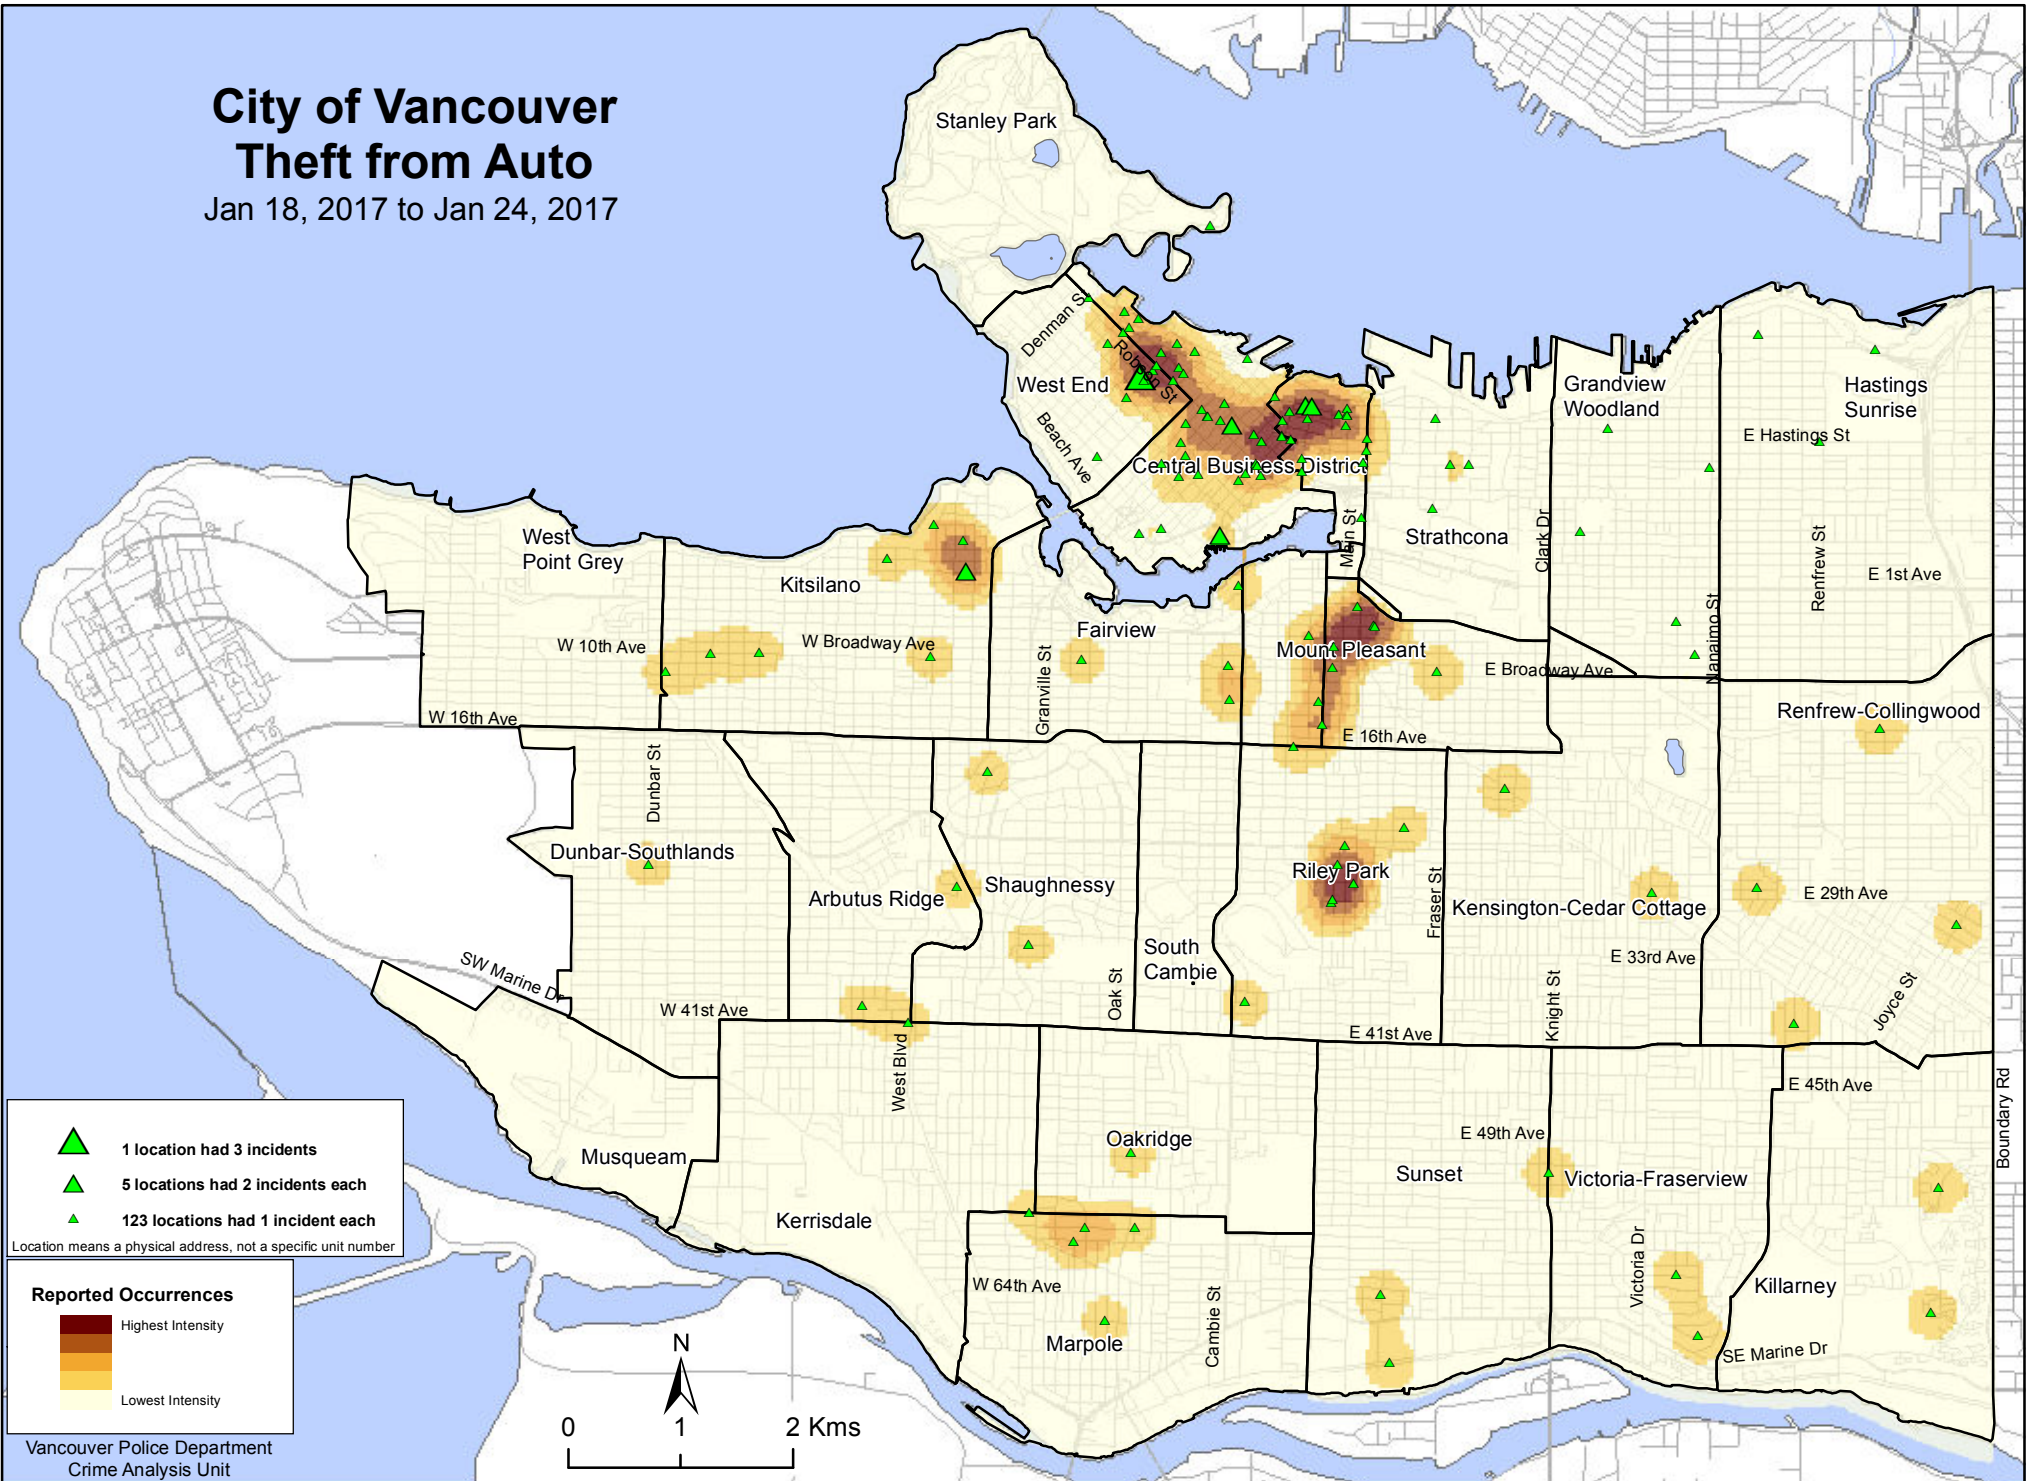 City of Vancouver
Theft from Auto
Jan 18, 2017 to Jan 24, 2017
Stanley Park
Denman St
Robson St
West End
Beach Ave
Central Business District
Grandview
Woodland
Hastings
Sunrise
E Hastings St
West
Point Grey
Kitsilano
Main St
Strathcona
Clark Dr
Renfrew St
E 1st Ave
Fairview
W 10th Ave
W Broadway Ave
Granville St
Mount Pleasant
E Broadway Ave
Nanaimo St
W 16th Ave
E 16th Ave
Renfrew-Collingwood
Dunbar St
Dunbar-Southlands
Arbutus Ridge
Shaughnessy
Riley Park
Fraser St
Kensington-Cedar Cottage
E 29th Ave
South
Cambie
E 33rd Ave
SW Marine Dr
W 41st Ave
Oak St
Knight St
Joyce St
E 41st Ave
West Blvd
E 45th Ave
Boundary Rd
Musqueam
Oakridge
E 49th Ave
Sunset
Victoria-Fraserview
Kerrisdale
W 64th Ave
Victoria Dr
Killarney
Marpole
Cambie St
SE Marine Dr
1 location had 3 incidents
5 locations had 2 incidents each
123 locations had 1 incident each
Location means a physical address, not a specific unit number
Reported Occurrences
Highest Intensity
Lowest Intensity
Vancouver Police Department
Crime Analysis Unit
N
0 1 2 Kms